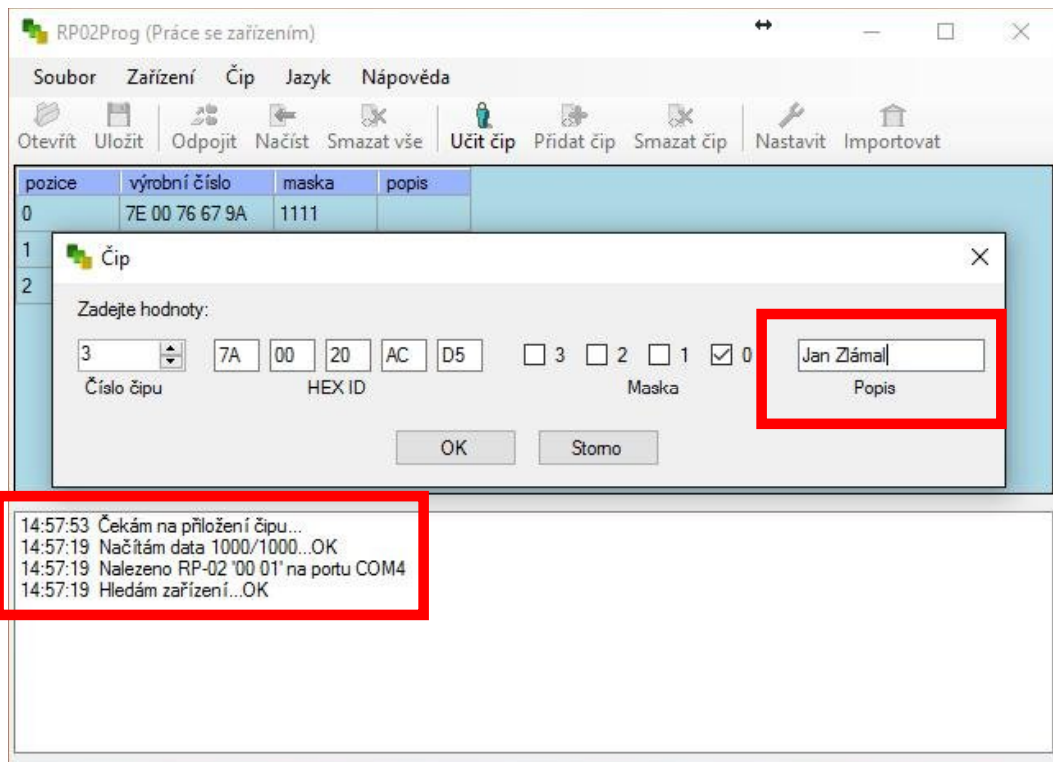 RP02Prog (Práce se zařízením)
Soubor Zařízení Čip Jazyk Nápověda
Otevřít Uložit Odpojit Načíst Smazat vše Učit čip Přidat čip Smazat čip Nastavit Importovat
pozice výrobní číslo maska popis
0 7E 00 76 67 9A 1111
1
2
Čip
Zadejte hodnoty:
3 7A 00 20 AC D5 3 2 1 0 Jan Zlámal
Číslo čipu HEX ID Maska Popis
OK Storno
14:57:53 Čekám na přiložení čipu...
14:57:19 Načítám data 1000/1000...OK
14:57:19 Nalezeno RP-02 '00 01' na portu COM4
14:57:19 Hledám zařízení...OK